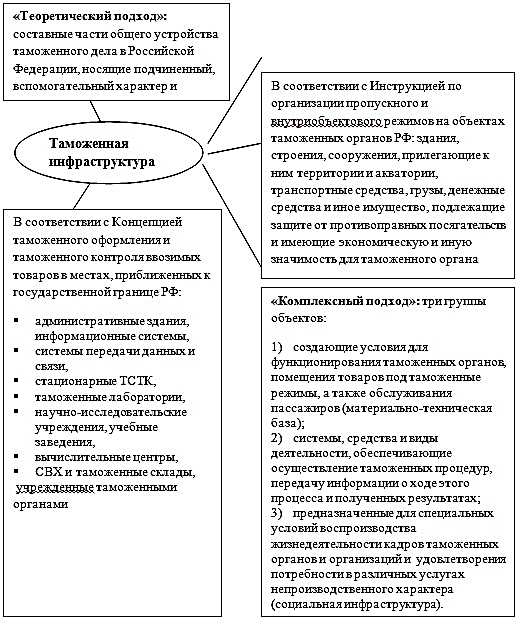 «Теоретический подход»:
составные части общего устройства
таможенного дела в Российской
Федерации, носящие подчиненный,
вспомогательный характер и
Таможенная
инфраструктура
В соответствии с Инструкцией по
организации пропускного и
внутриобъектового режимов на объектах
таможенных органов РФ: здания,
строения, сооружения, прилегающие к
ним территории и акватории,
транспортные средства, грузы, денежные
средства и иное имущество, подлежащие
защите от противоправных посягательств
и имеющие экономическую и иную
значимость для таможенного органа
В соответствии с Концепцией
таможенного оформления и
таможенного контроля ввозимых
товаров в местах, приближенных к
государственной границе РФ:
▪ административные здания,
информационные системы,
▪ системы передачи данных и
связи,
▪ стационарные ТСТК,
▪ таможенные лаборатории,
▪ научно-исследовательские
учреждения, учебные
заведения,
▪ вычислительные центры,
▪ СВХ и таможенные склады,
учрежденные таможенными
органами
«Комплексный подход»: три группы
объектов:
1) создающие условия для
функционирования таможенных органов,
помещения товаров под таможенные
режимы, а также обслуживания
пассажиров (материально-техническая
база);
2) системы, средства и виды
деятельности, обеспечивающие
осуществление таможенных процедур,
передачу информации о ходе этого
процесса и полученных результатах;
3) предназначенные для специальных
условий воспроизводства
жизнедеятельности кадров таможенных
органов и организаций и удовлетворения
потребности в различных услугах
непроизводственного характера
(социальная инфраструктура).